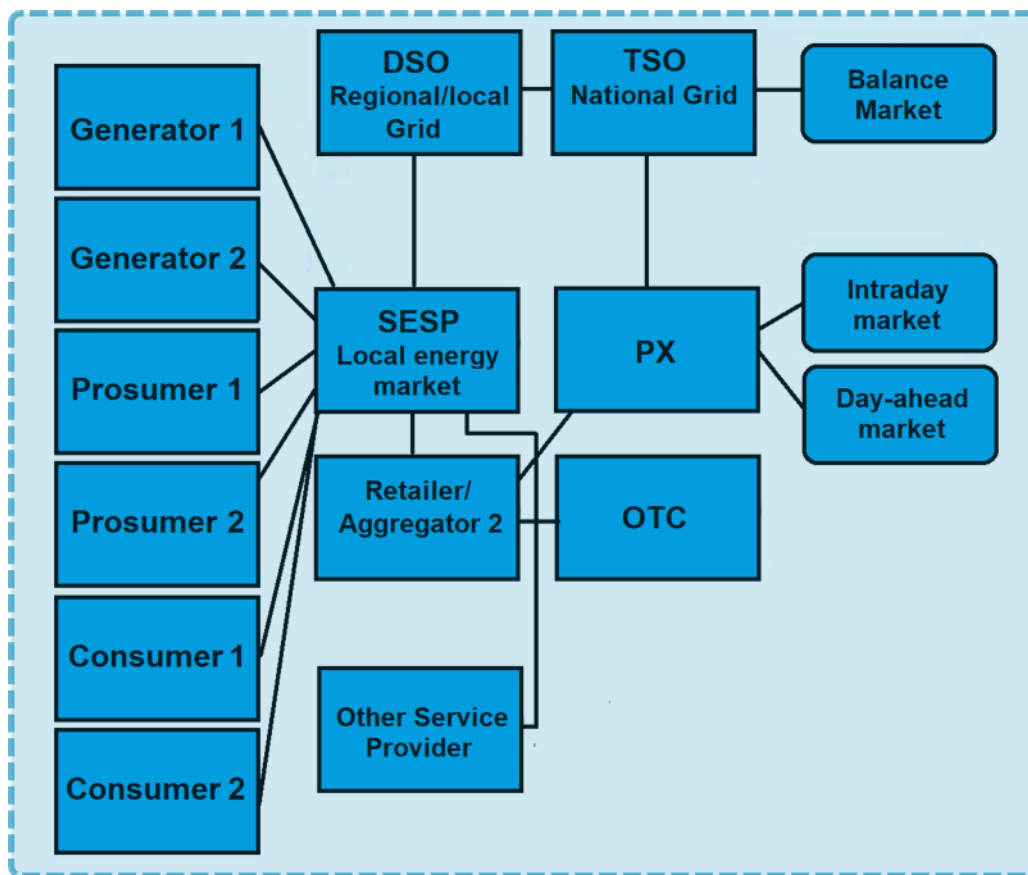 DSO
Regional/local
Grid
TSO
National Grid
Balance
Market
Generator 1
Generator 2
Prosumer 1
Prosumer 2
Consumer 1
Consumer 2
SESP
Local energy
market
PX
Intraday
market
Day-ahead
market
Retailer/
Aggregator 2
OTC
Other Service
Provider